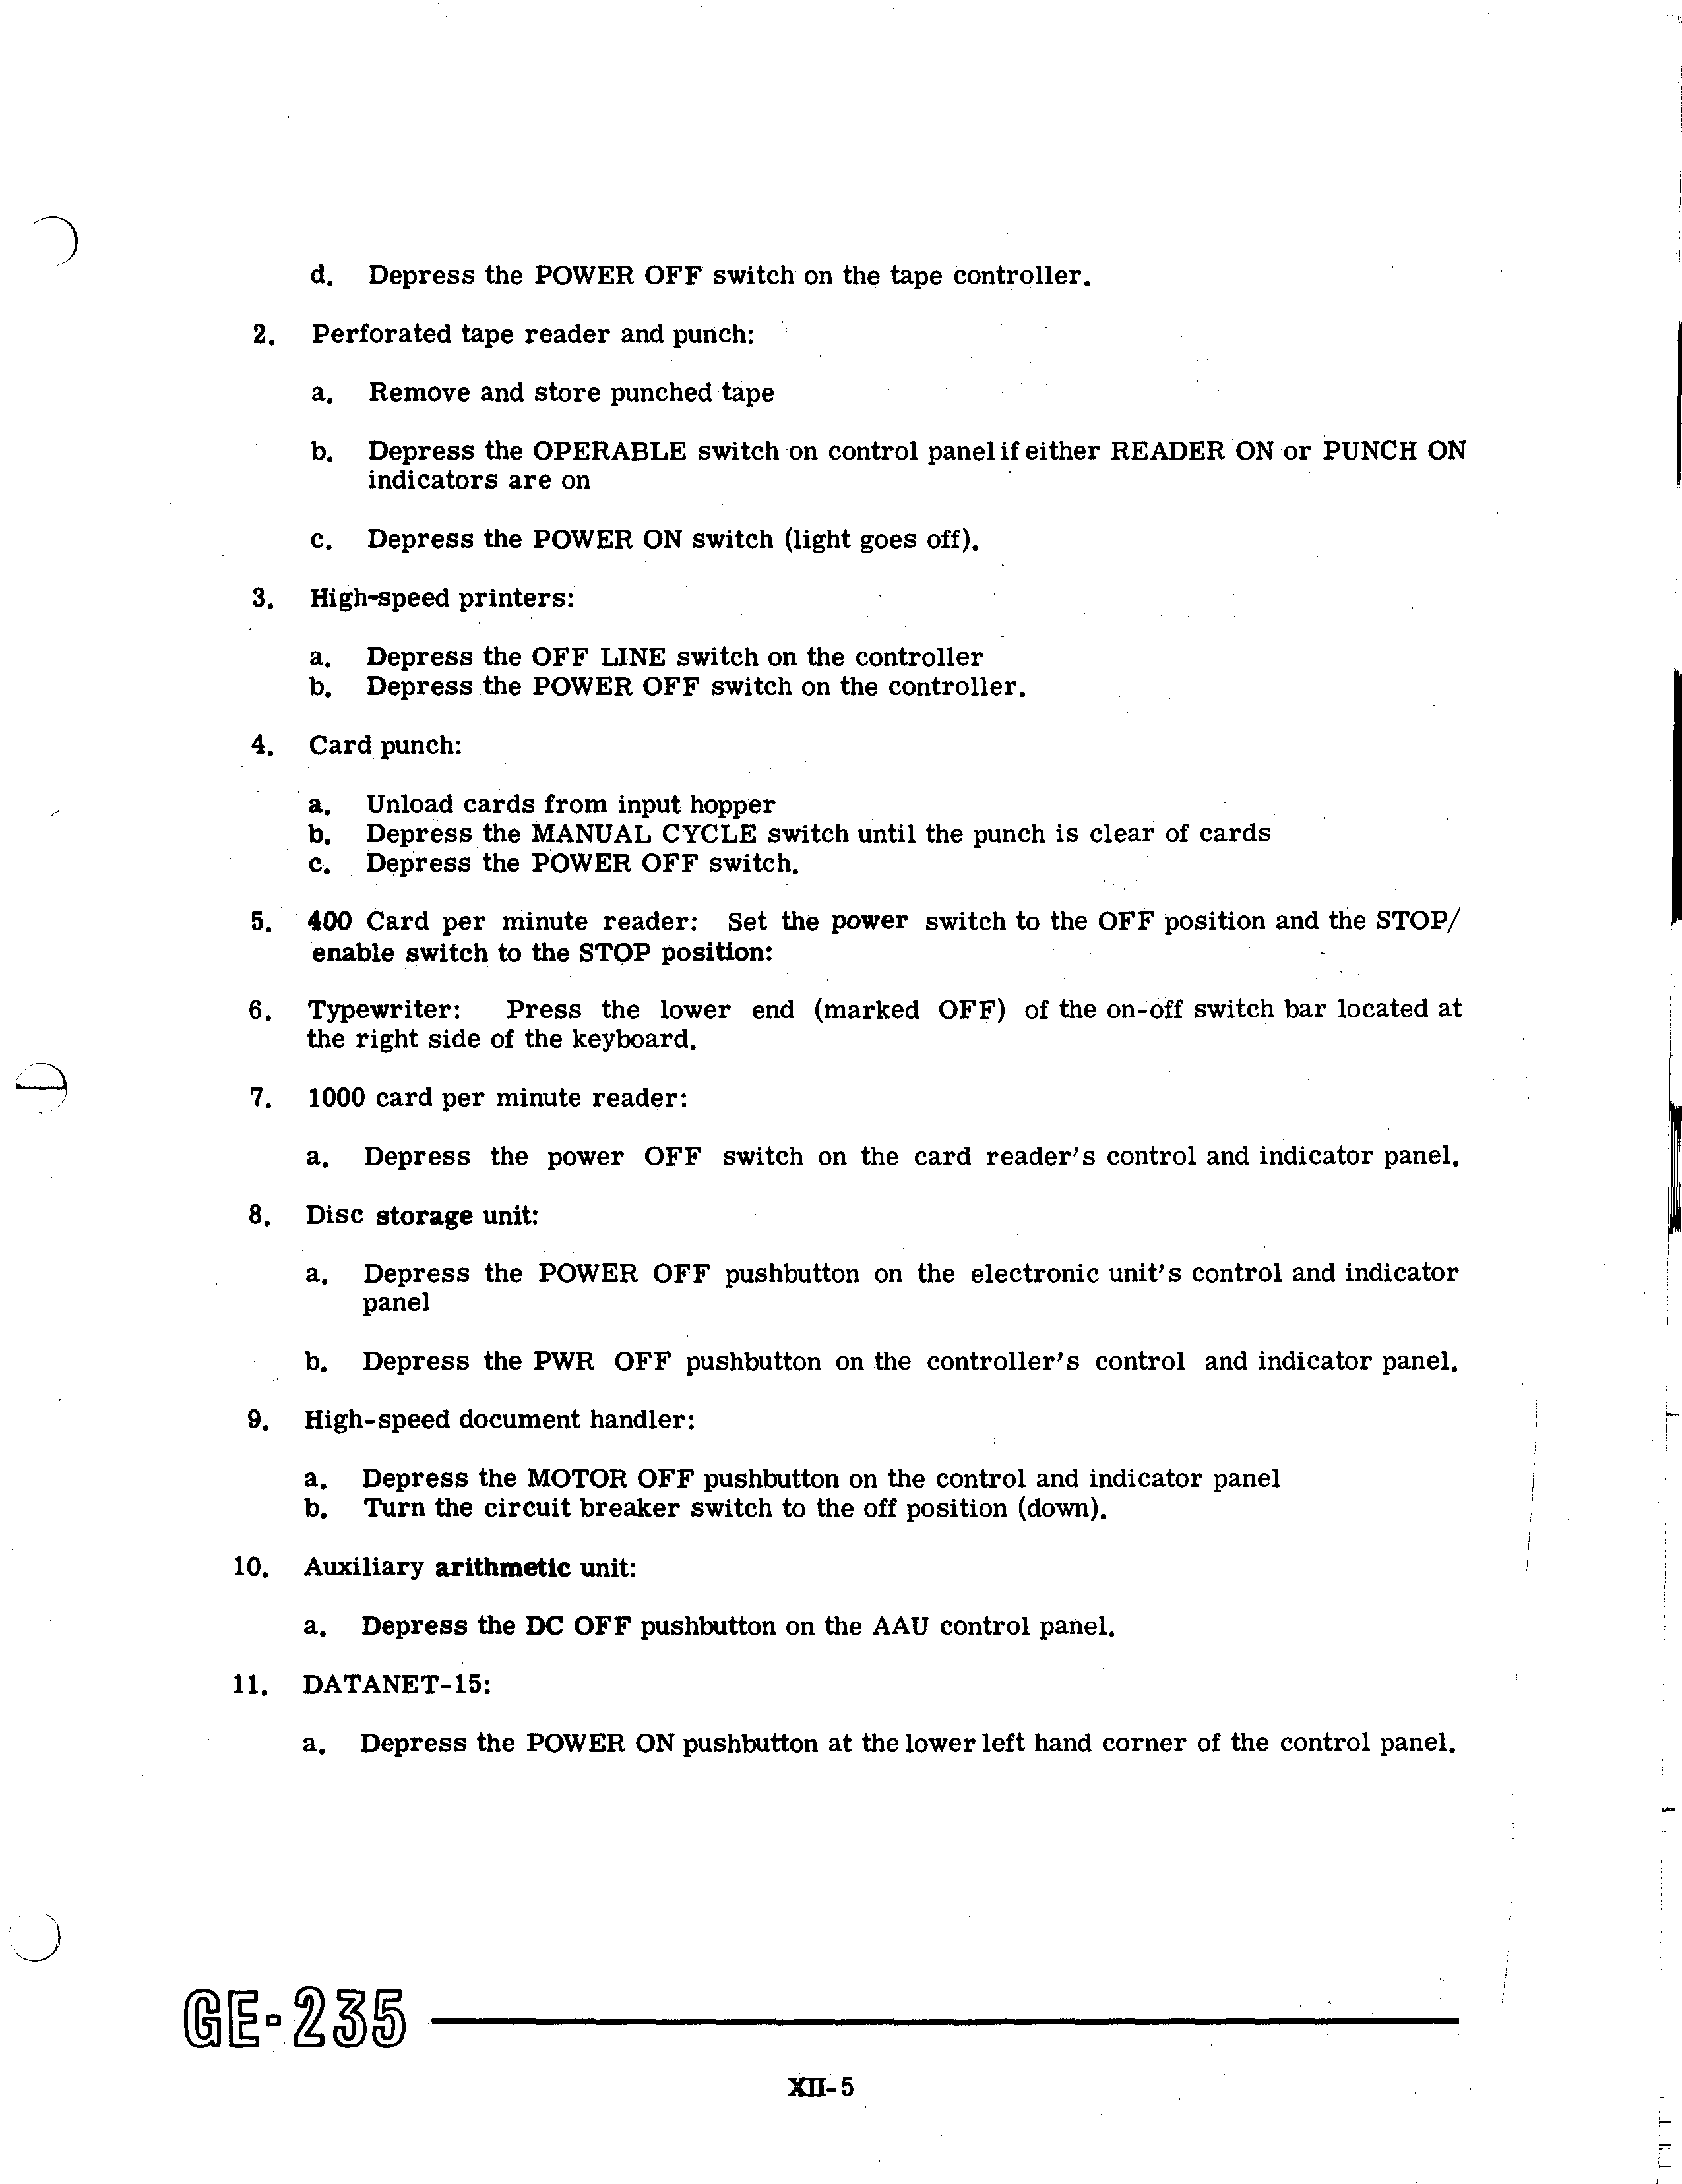 d. Depress the POWER OFF switch on the tape controller.
2. Perforated tape reader and punch:
a. Remove and store punched tape
b. Depress the OPERABLE switch on control panel if either READER ON or PUNCH ON
indicators are on
c. Depress the POWER ON switch (light goes off).
3. High-speed printers:
a. Depress the OFF LINE switch on the controller
b. Depress the POWER OFF switch on the controller.
4. Card punch:
a. Unload cards from input hopper
b. Depress the MANUAL CYCLE switch until the punch is clear of cards
c. Depress the POWER OFF switch.
5. 400 Card per minute reader: Set the power switch to the OFF position and the STOP/
enable switch to the STOP position:
6. Typewriter: Press the lower end (marked OFF) of the on-off switch bar located at
the right side of the keyboard.
7. 1000 card per minute reader:
a. Depress the power OFF switch on the card reader's control and indicator panel.
8. Disc storage unit:
a. Depress the POWER OFF pushbutton on the electronic unit's control and indicator
panel
b. Depress the PWR OFF pushbutton on the controller's control and indicator panel.
9. High-speed document handler:
a. Depress the MOTOR OFF pushbutton on the control and indicator panel
b. Turn the circuit breaker switch to the off position (down).
10. Auxiliary arithmetic unit:
a. Depress the DC OFF pushbutton on the AAU control panel.
11. DATANET-15:
a. Depress the POWER ON pushbutton at the lower left hand corner of the control panel.
GE-235
XII-5